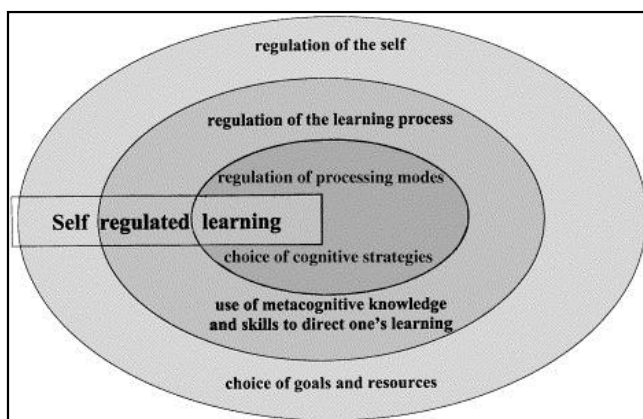 regulation of the self
regulation of the learning process
regulation of processing modes
Self regulated learning
choice of cognitive strategies
use of metacognitive knowledge
and skills to direct one's learning
choice of goals and resources